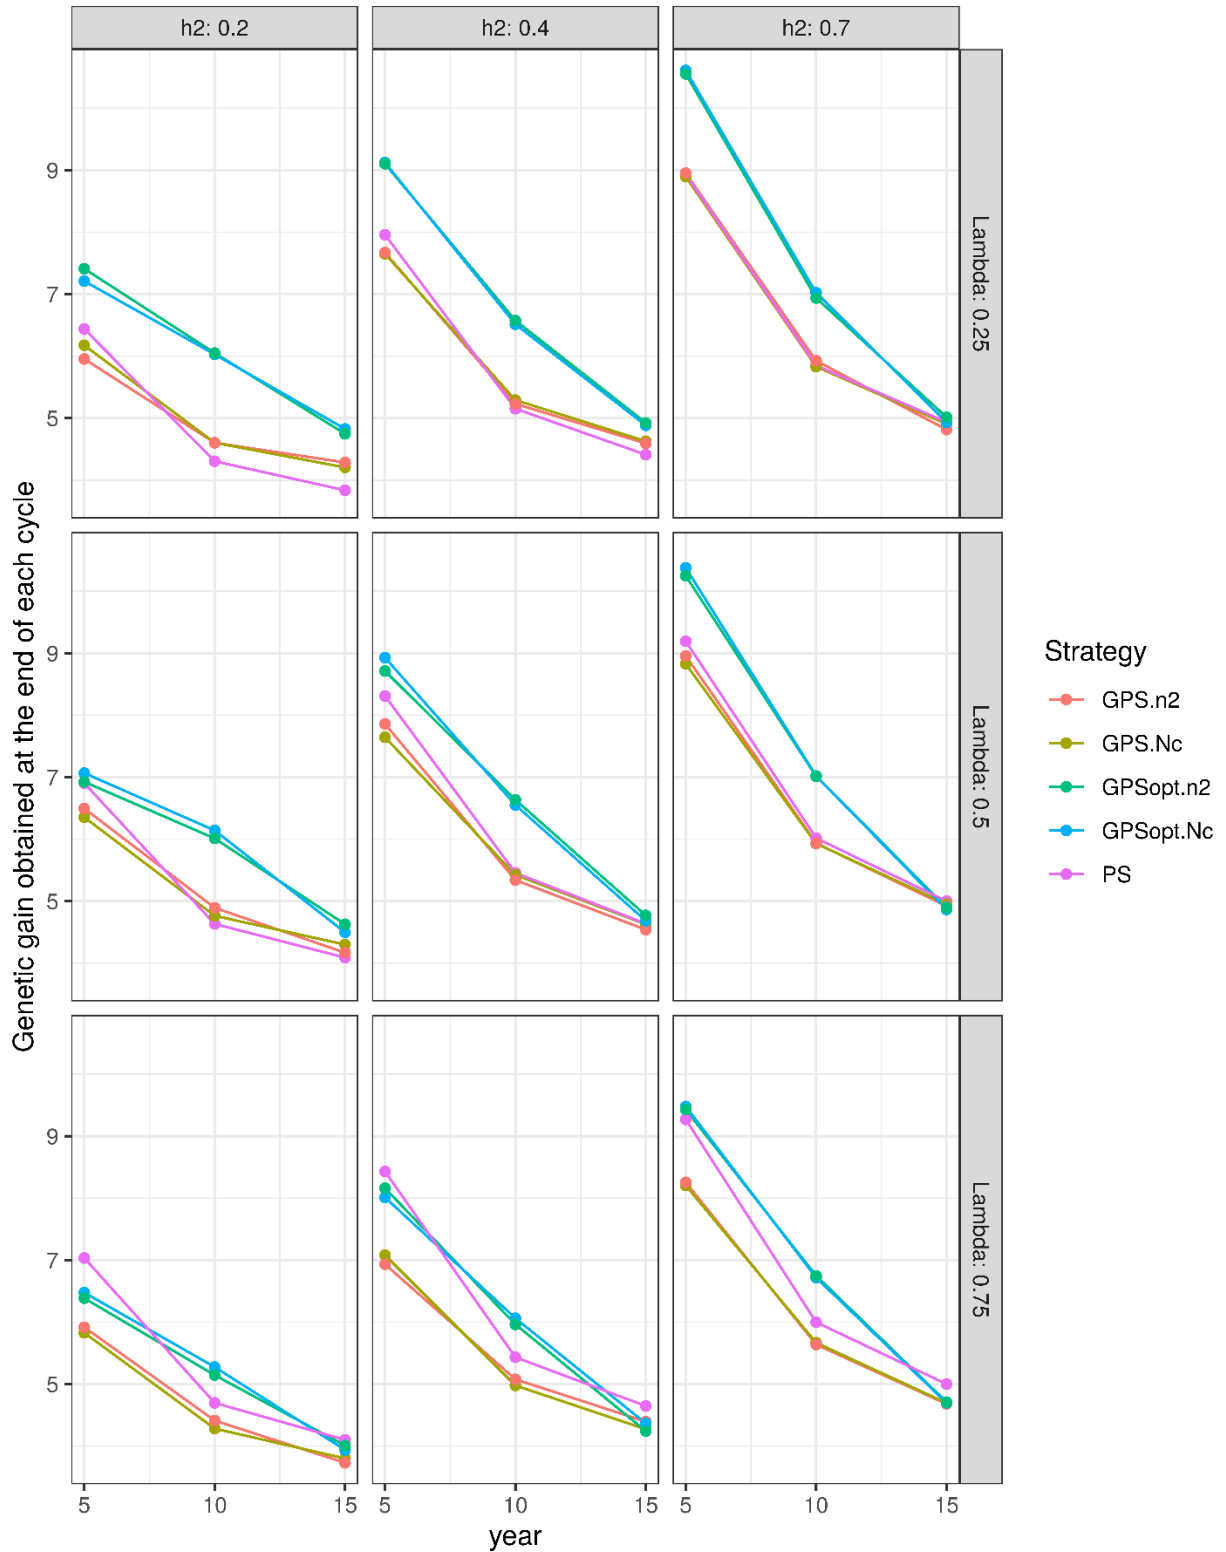 h2: 0.2
h2: 0.4
h2: 0.7
Genetic gain obtained at the end of each cycle
9
7
5
Lambda: 0.25
9
7
5
Lambda: 0.5
9
7
5
Lambda: 0.75
5
10
15
5
10
15
5
10
15
year
Strategy
GPS.n2
GPS.Nc
GPSopt.n2
GPSopt.Nc
PS